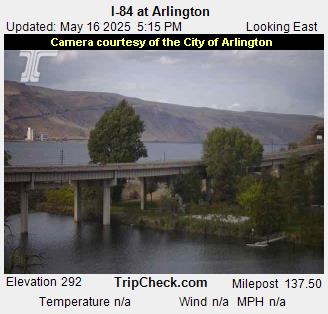 I-84 at Arlington
Updated: May 16 2025 5:15 PM Looking East
Camera courtesy of the City of Arlington
Elevation 292 TripCheck.com Milepost 137.50
Temperature n/a Wind n/a MPH n/a